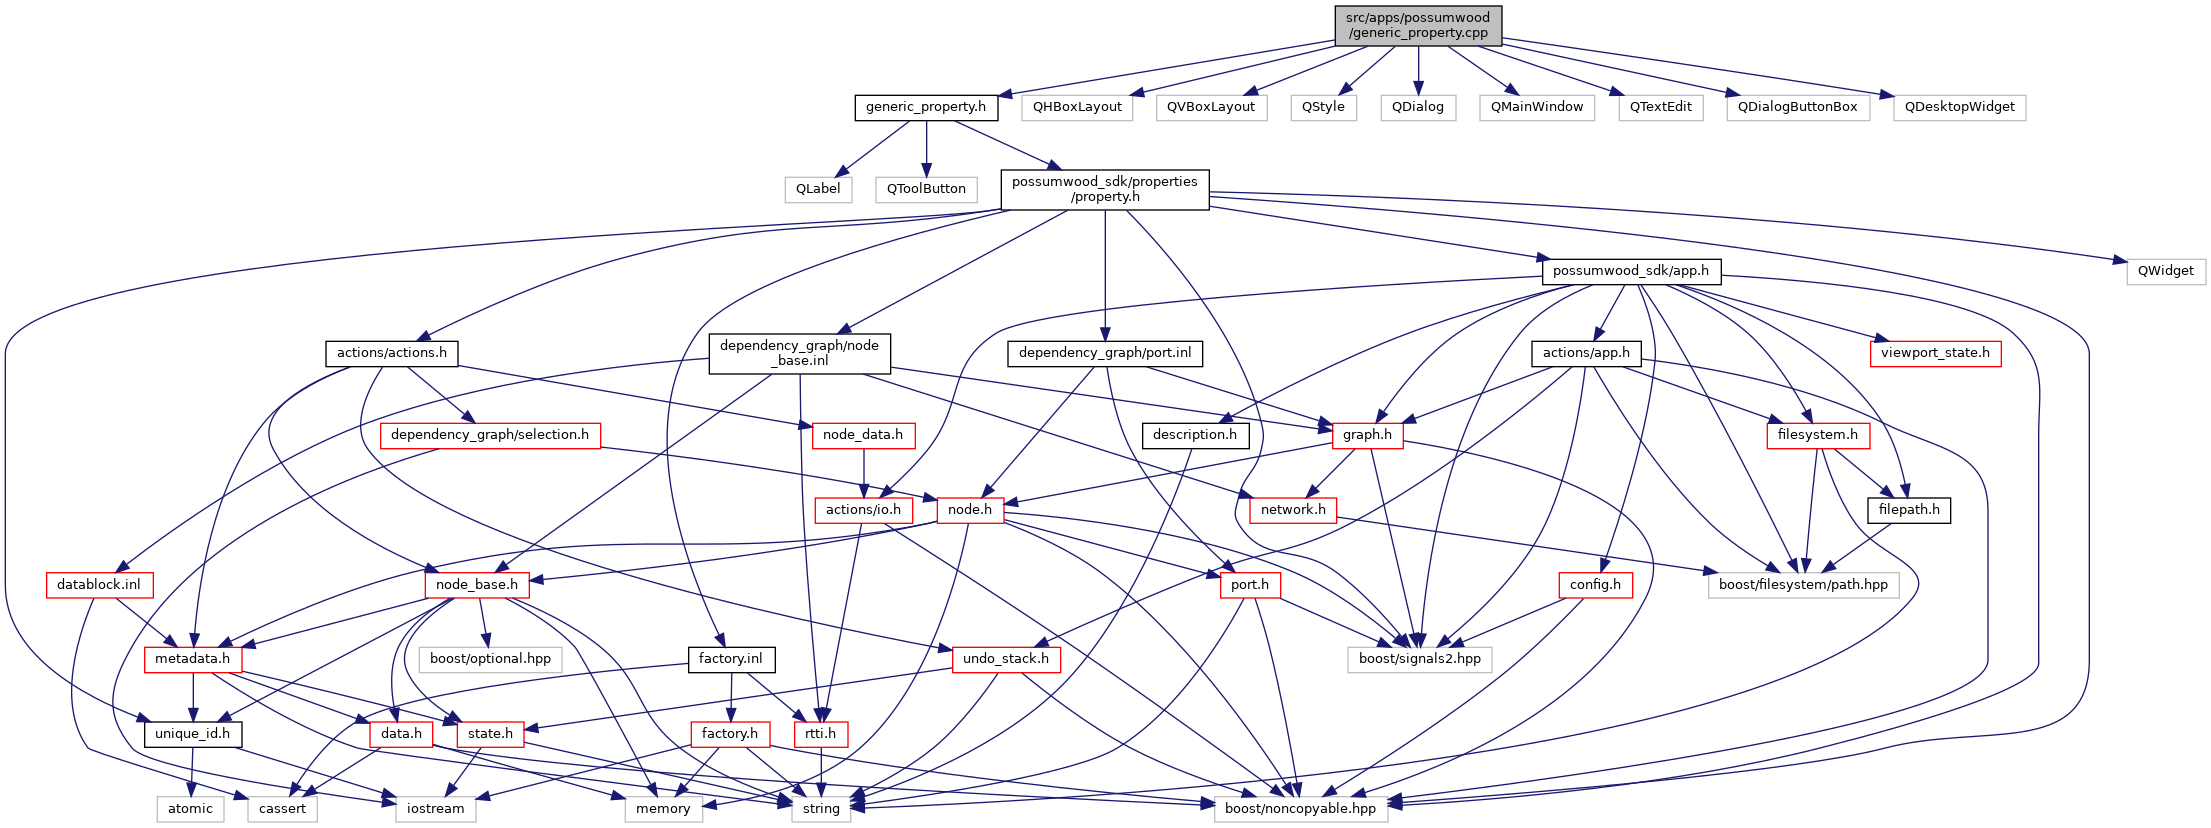 src/apps/possumwood
/generic_property.cpp
generic_property.h
QHBoxLayout
QVBoxLayout
QStyle
QDialog
QMainWindow
QTextEdit
QDialogButtonBox
QDesktopWidget
QLabel
QToolButton
possumwood_sdk/properties
/property.h
possumwood_sdk/app.h
QWidget
actions/actions.h
dependency_graph/node
_base.inl
dependency_graph/port.inl
actions/app.h
viewport_state.h
dependency_graph/selection.h
node_data.h
description.h
graph.h
filesystem.h
actions/io.h
node.h
network.h
filepath.h
datablock.inl
node_base.h
port.h
config.h
boost/filesystem/path.hpp
metadata.h
boost/optional.hpp
factory.inl
undo_stack.h
boost/signals2.hpp
unique_id.h
data.h
state.h
factory.h
rtti.h
atomic
cassert
iostream
memory
string
boost/noncopyable.hpp